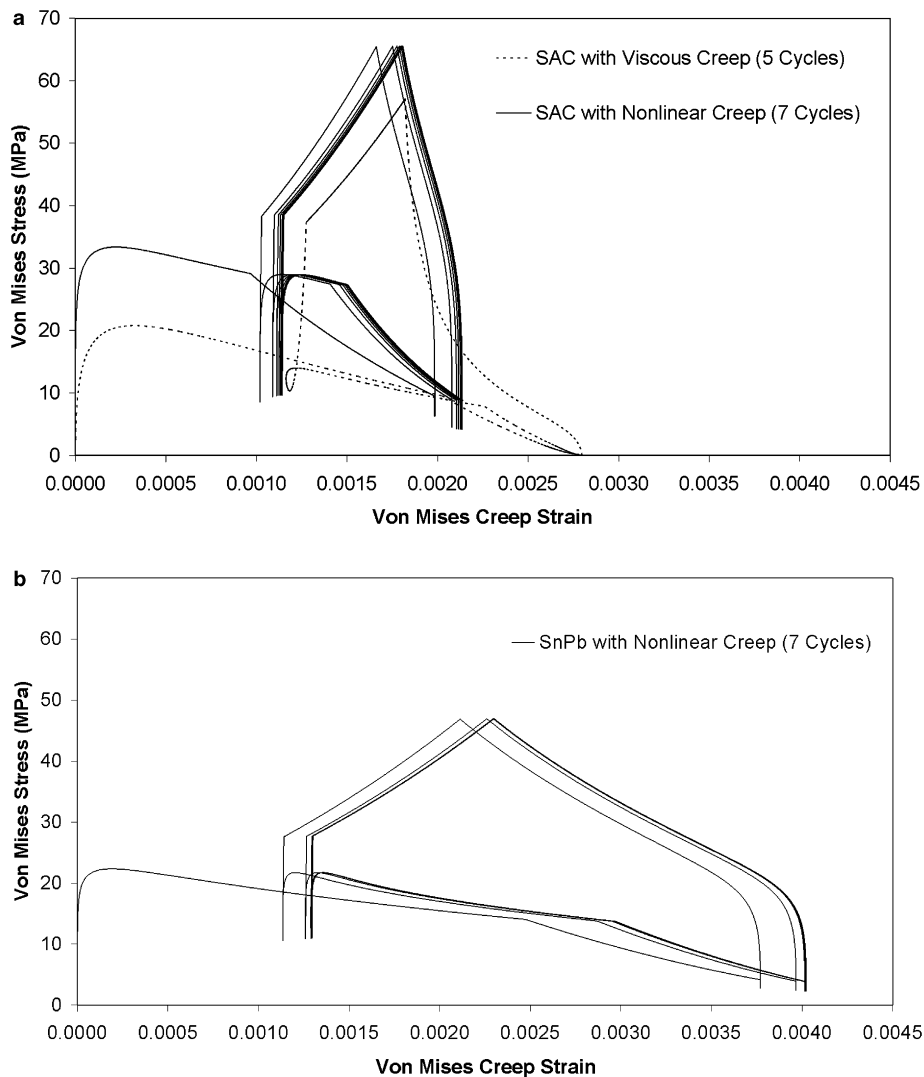 a
70
60
50
40
30
20
10
0
Von Mises Stress (MPa)
SAC with Viscous Creep (5 Cycles)
SAC with Nonlinear Creep (7 Cycles)
0.0000 0.0005 0.0010 0.0015 0.0020 0.0025 0.0030 0.0035 0.0040 0.0045
Von Mises Creep Strain
b
70
60
50
40
30
20
10
0
Von Mises Stress (MPa)
SnPb with Nonlinear Creep (7 Cycles)
0.0000 0.0005 0.0010 0.0015 0.0020 0.0025 0.0030 0.0035 0.0040 0.0045
Von Mises Creep Strain